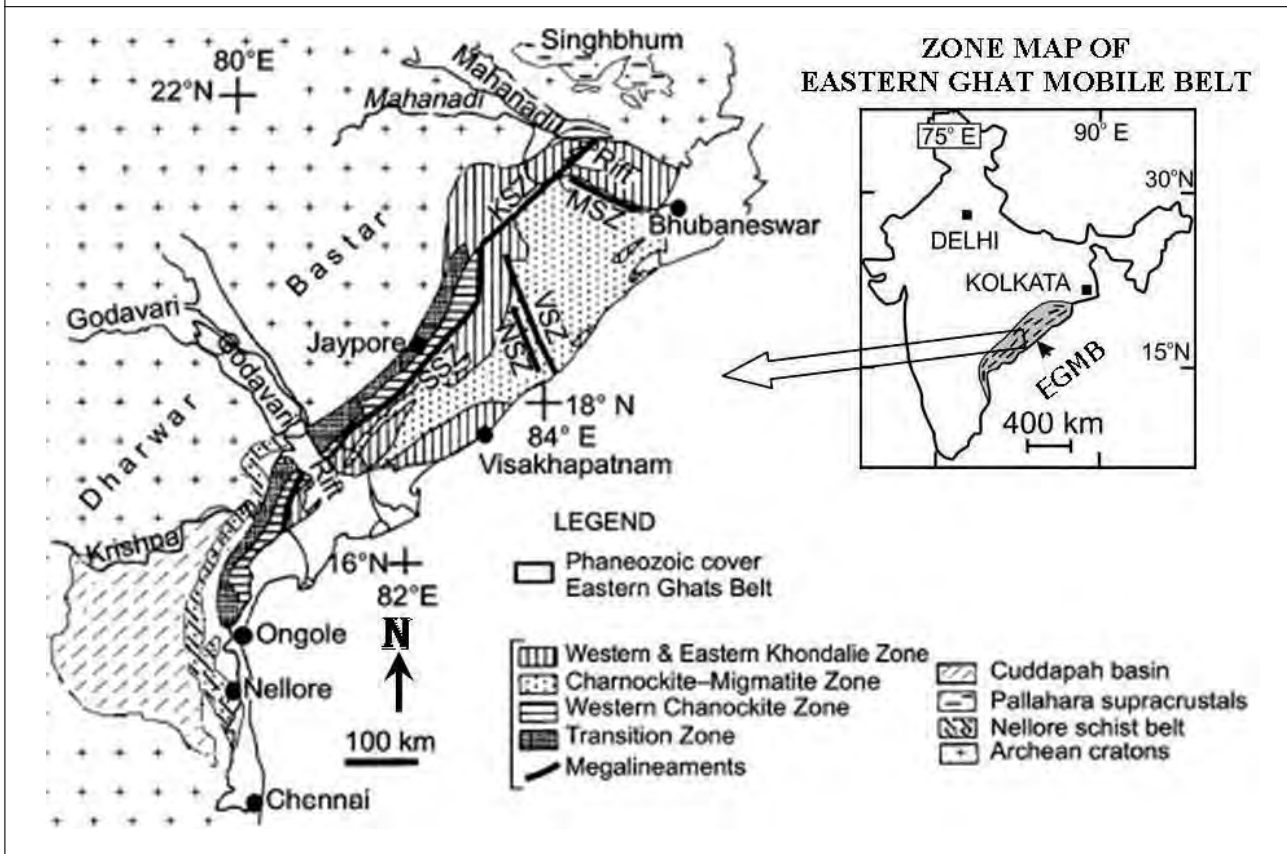 ZONE MAP OF
EASTERN GHAT MOBILE BELT
80°E
22°N
Singhbhum
Mahanadi
Mahanadi
Rift
KSZ
MSZ
Bhubaneswar
Bastar
VSZ
NSZ
Godavari
Godavari
Rift
Jaypore
SSZ
18° N
84° E
Visakhapatnam
Dharwar
Krishna
16°N
82°E
N
Ongole
Nellore
100 km
Chennai
75° E
90° E
30°N
DELHI
KOLKATA
15°N
EGMB
400 km
LEGEND
Phaneozoic cover
Eastern Ghats Belt
Western & Eastern Khondalie Zone
Charnockite–Migmatite Zone
Western Chanockite Zone
Transition Zone
Megalineaments
Cuddapah basin
Pallahara supracrustals
Nellore schist belt
Archean cratons